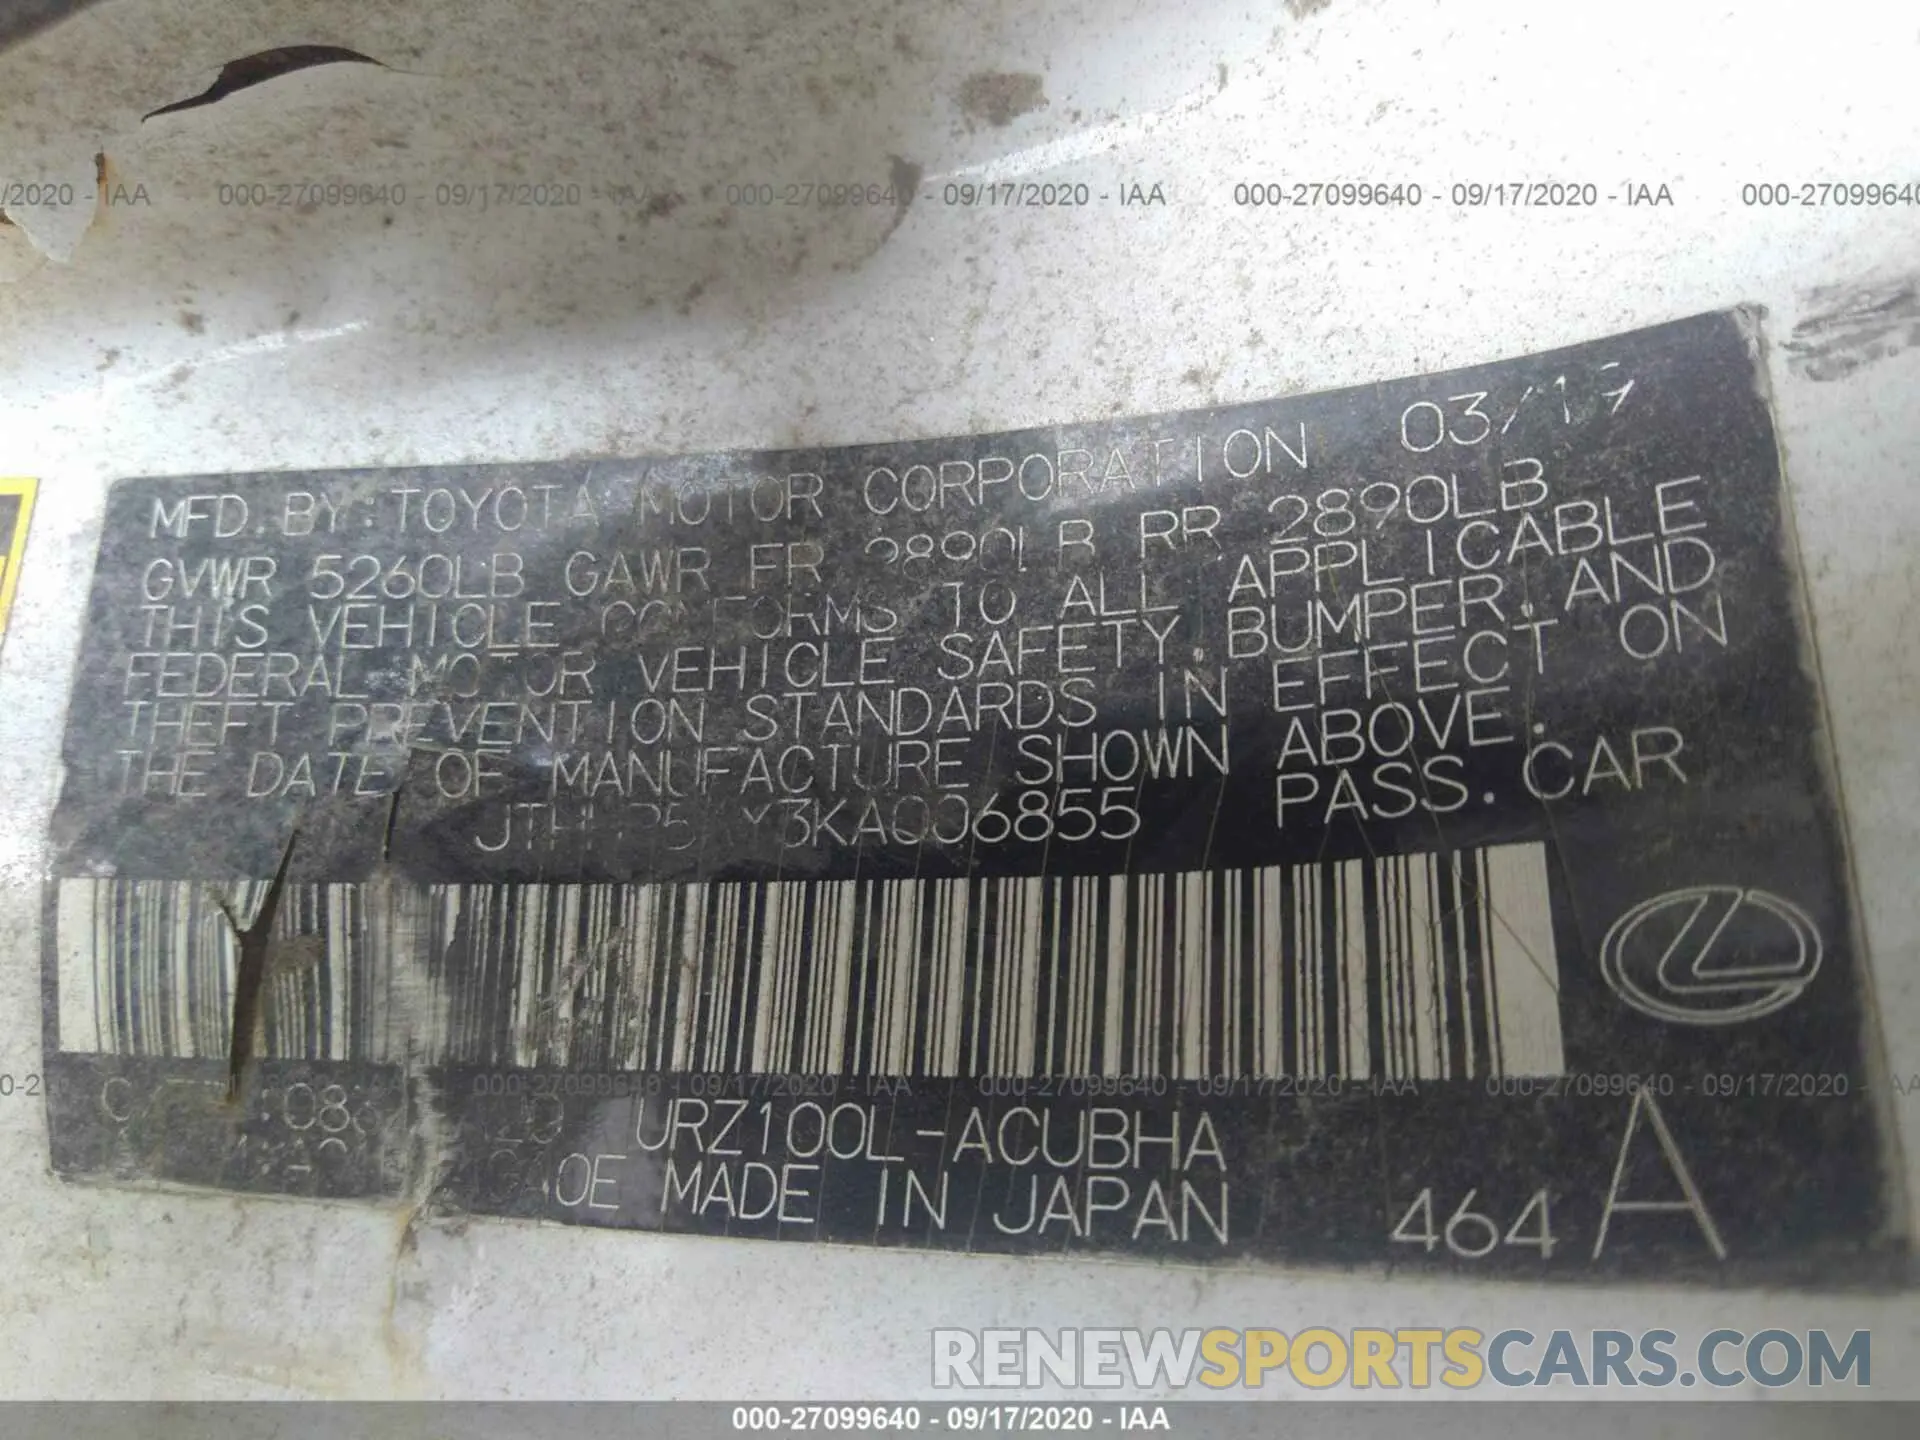 /2020 - IAA 000-27099640 - 09/17/2020 - IAA 000-27099640 - 09/17/2020 - IAA 000-27099640 - 09/17/2020 - IAA 000-2709964
MFD. BY: TOYOTA MOTOR CORPORATION 03/19
GVWR 5260LB GAWR FR 2890LB RR 2890LB
THIS VEHICLE CONFORMS TO ALL APPLICABLE
FEDERAL MOTOR VEHICLE SAFETY, BUMPER, AND
THEFT PREVENTION STANDARDS IN EFFECT ON
THE DATE OF MANUFACTURE SHOWN ABOVE.
PASS. CAR
000-27099640 - 09/17/2020 - IAA 000-27099640 - 09/17/2020 - IAA 000-27099640 - 09/17/2020
URZ100L-ACUBHA
MADE IN JAPAN 464 A
RENEWSPORTSCARS.COM
000-27099640 - 09/17/2020 - IAA